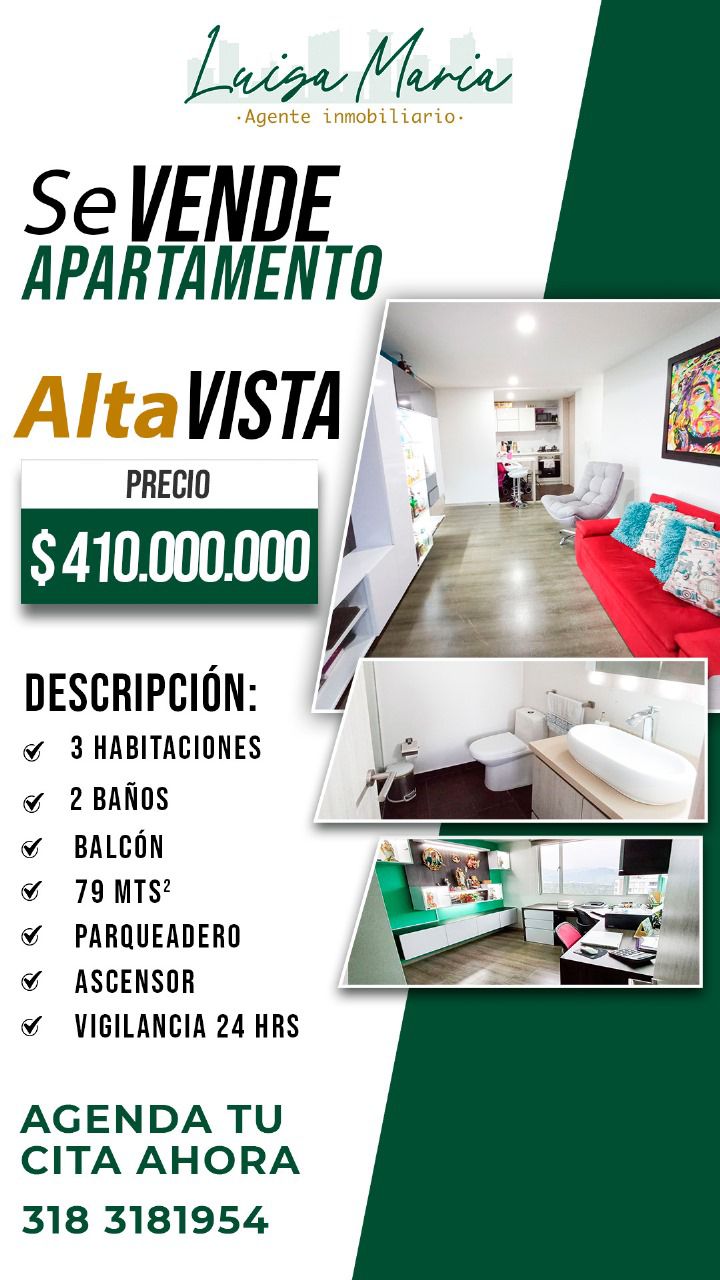 Luisa Maria
·Agente inmobiliario·
Se VENDE
APARTAMENTO
Alta VISTA
PRECIO
$ 410.000.000
DESCRIPCIÓN:
3 HABITACIONES
2 BAÑOS
BALCÓN
79 MTS²
PARQUEADERO
ASCENSOR
VIGILANCIA 24 HRS
AGENDA TU
CITA AHORA
318 3181954